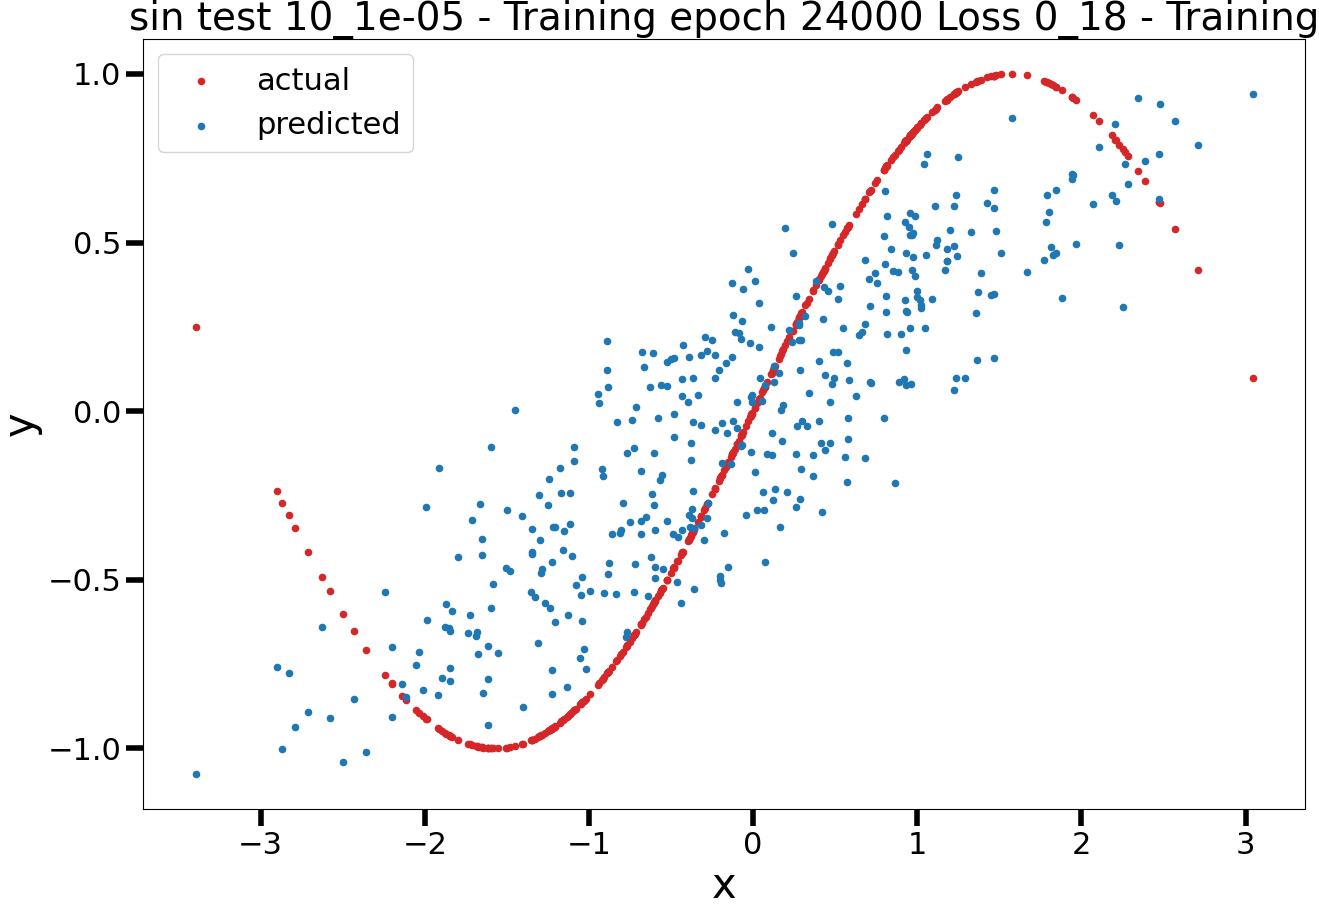 sin test 10_1e-05 - Training epoch 24000 Loss 0_18 - Training
actual
predicted
1.0
0.5
0.0
−0.5
−1.0
y
−3 −2 −1 0 1 2 3
x